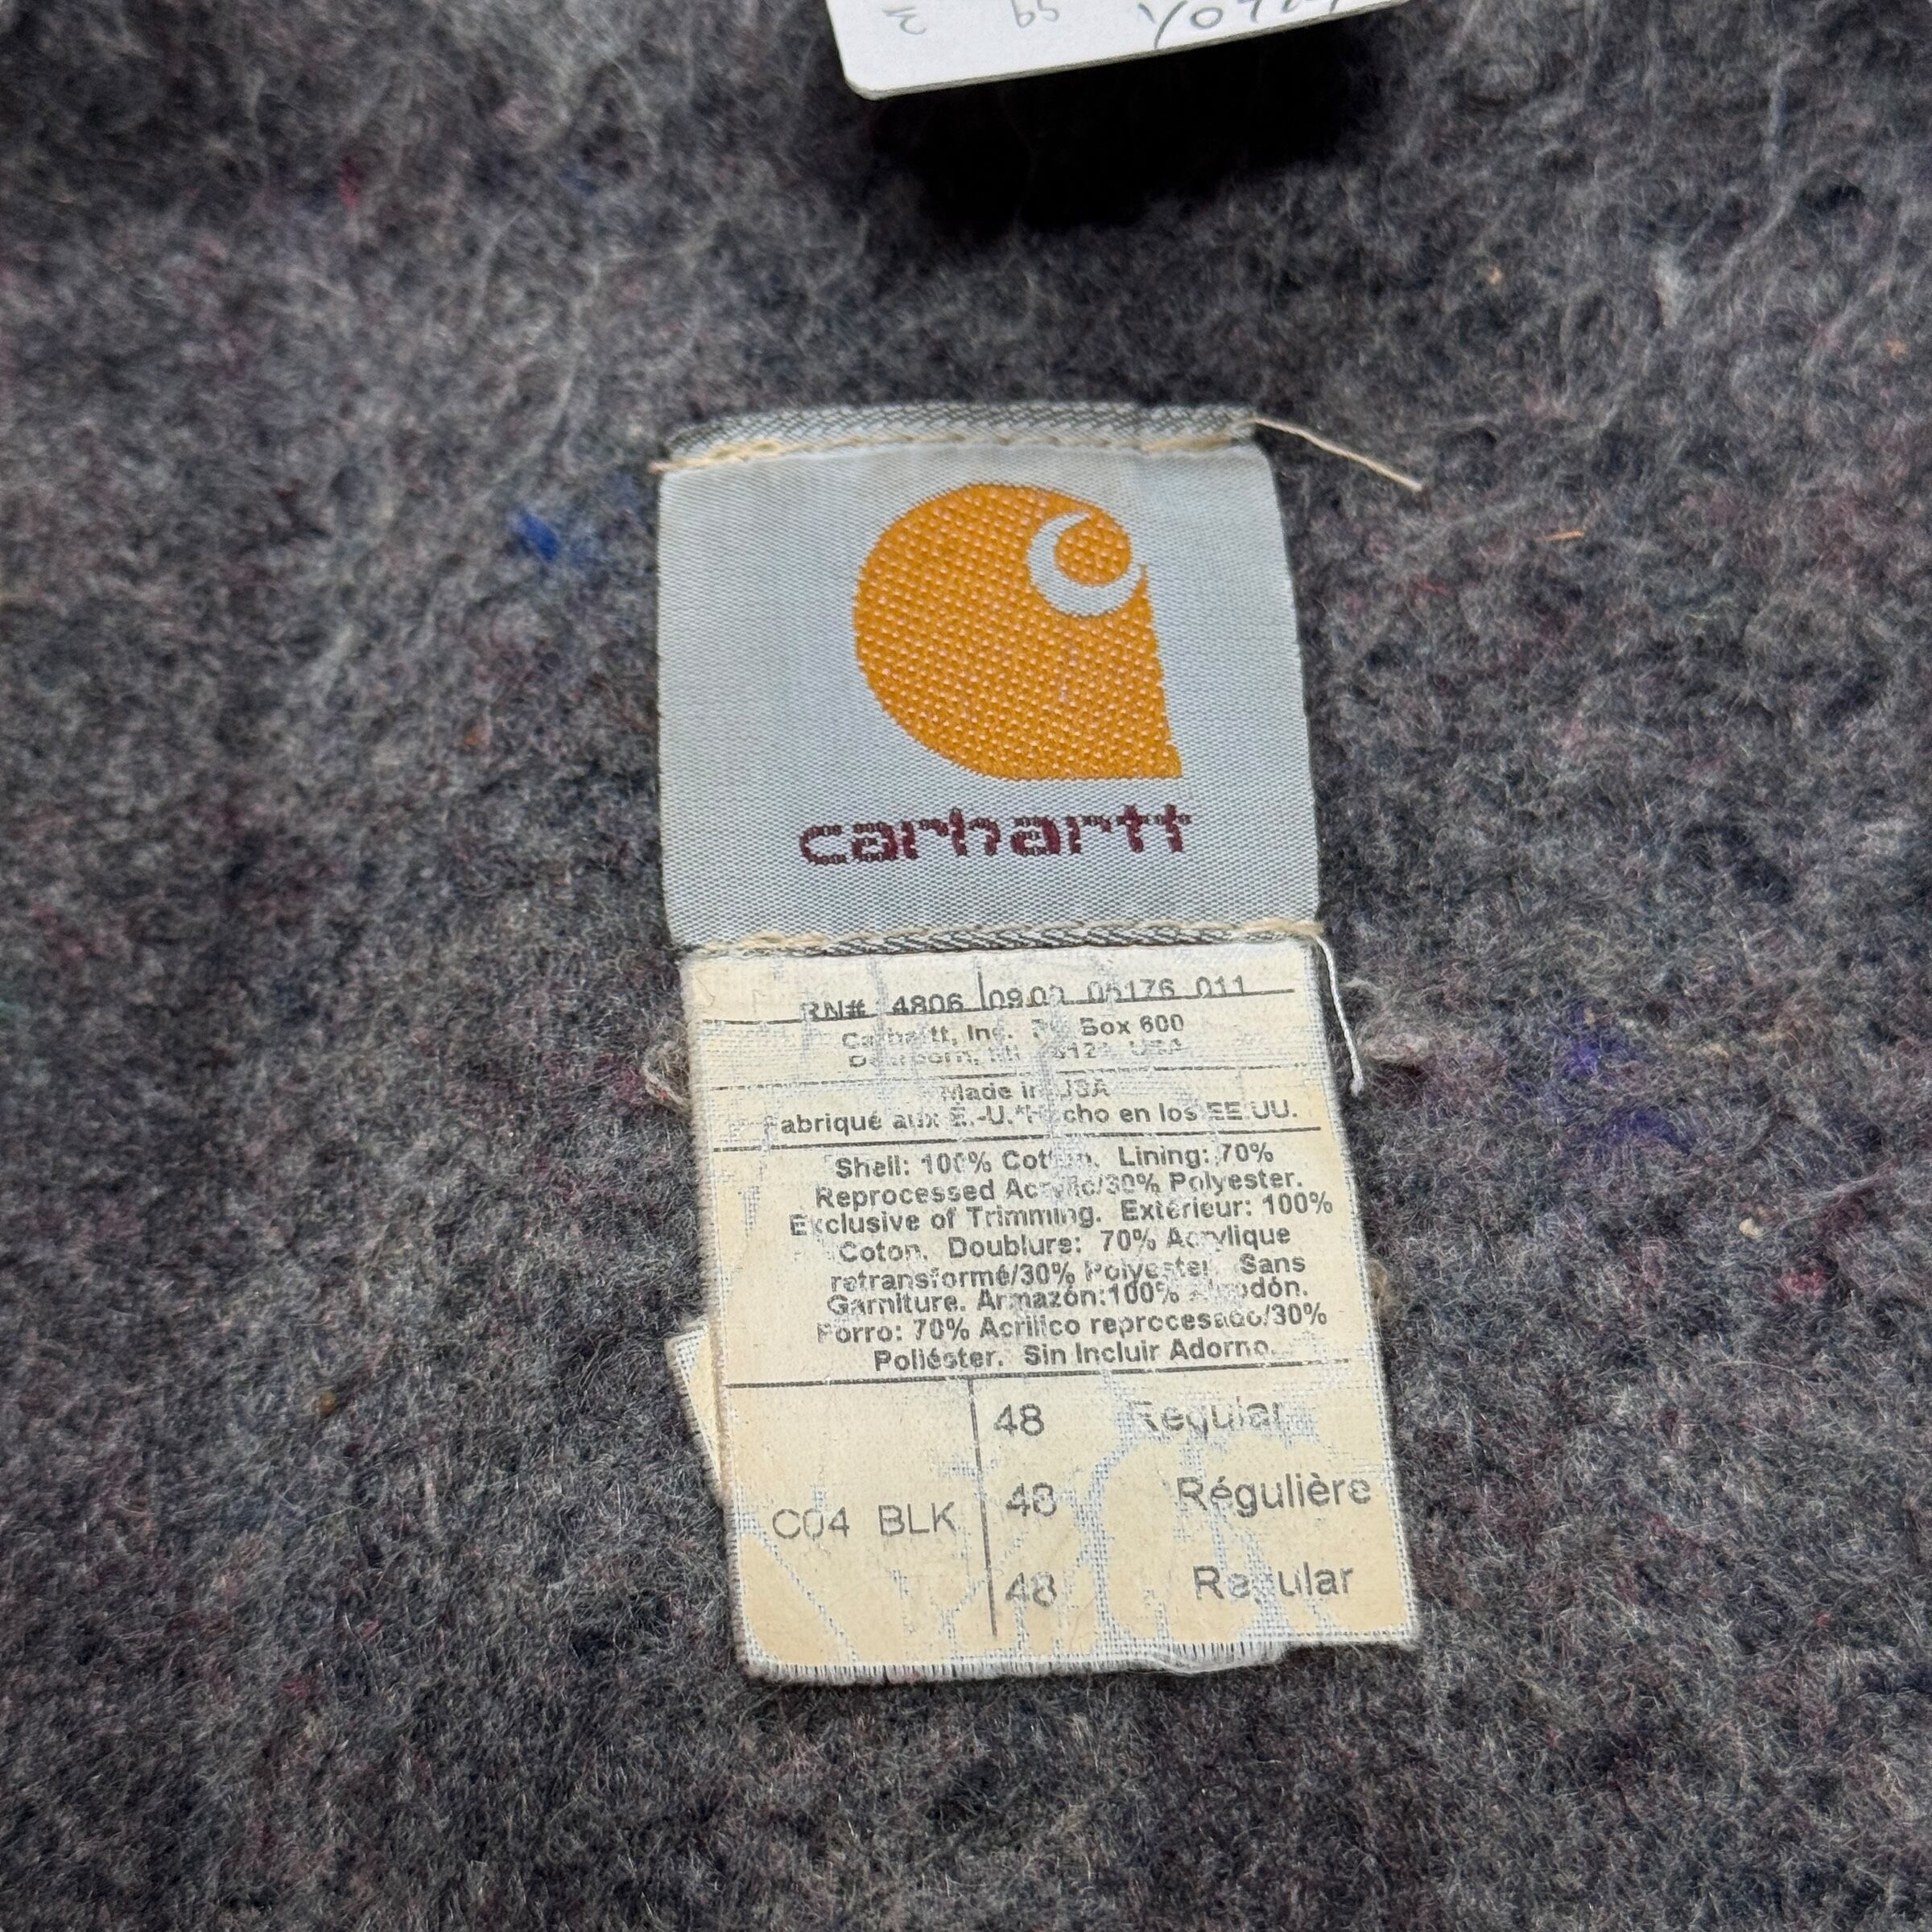 carhartt
RN# 14806 05176 011
Carhartt, Inc. Box 600
Dearborn, USA
Made in USA
Fabriqué aux E.-U. Hecho en los EE.UU.
Shell: 100% Cotton. Lining: 70%
Reprocessed Acrylic/30% Polyester.
Exclusive of Trimming. Extérieur: 100%
Coton. Doublure: 70% Acrylique
retransformé/30% Polyester. Sans
Garniture. Armazón:100% Algodón.
Forro: 70% Acrílico reprocesado/30%
Poliéster. Sin Incluir Adorno.
48 Regular
C04 BLK 48 Régulière
48 Regular